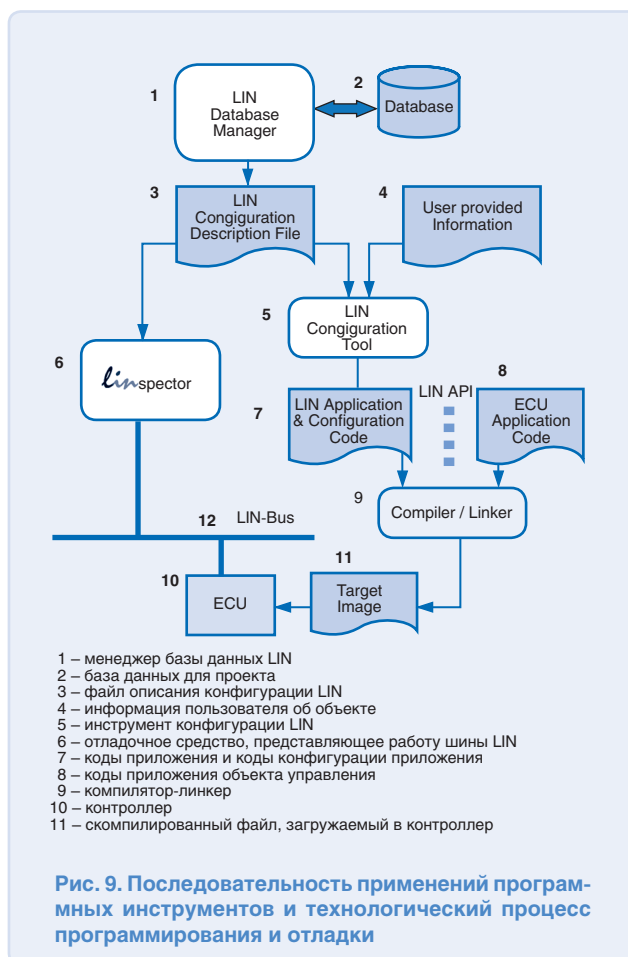 1
LIN
Database
Manager
2
Database
3
LIN
Congiguration
Description File
4
User provided
Information
5
LIN
Congiguration
Tool
6
linspector
7
LIN Application
& Configuration
Code
LIN API
8
ECU
Application
Code
9
Compiler / Linker
12
LIN-Bus
10
ECU
11
Target
Image
1 – менеджер базы данных LIN
2 – база данных для проекта
3 – файл описания конфигурации LIN
4 – информация пользователя об объекте
5 – инструмент конфигурации LIN
6 – отладочное средство, представляющее работу шины LIN
7 – коды приложения и коды конфигурации приложения
8 – коды приложения объекта управления
9 – компилятор-линкер
10 – контроллер
11 – скомпилированный файл, загружаемый в контроллер
Рис. 9. Последовательность применений програм-
мных инструментов и технологический процесс
программирования и отладки